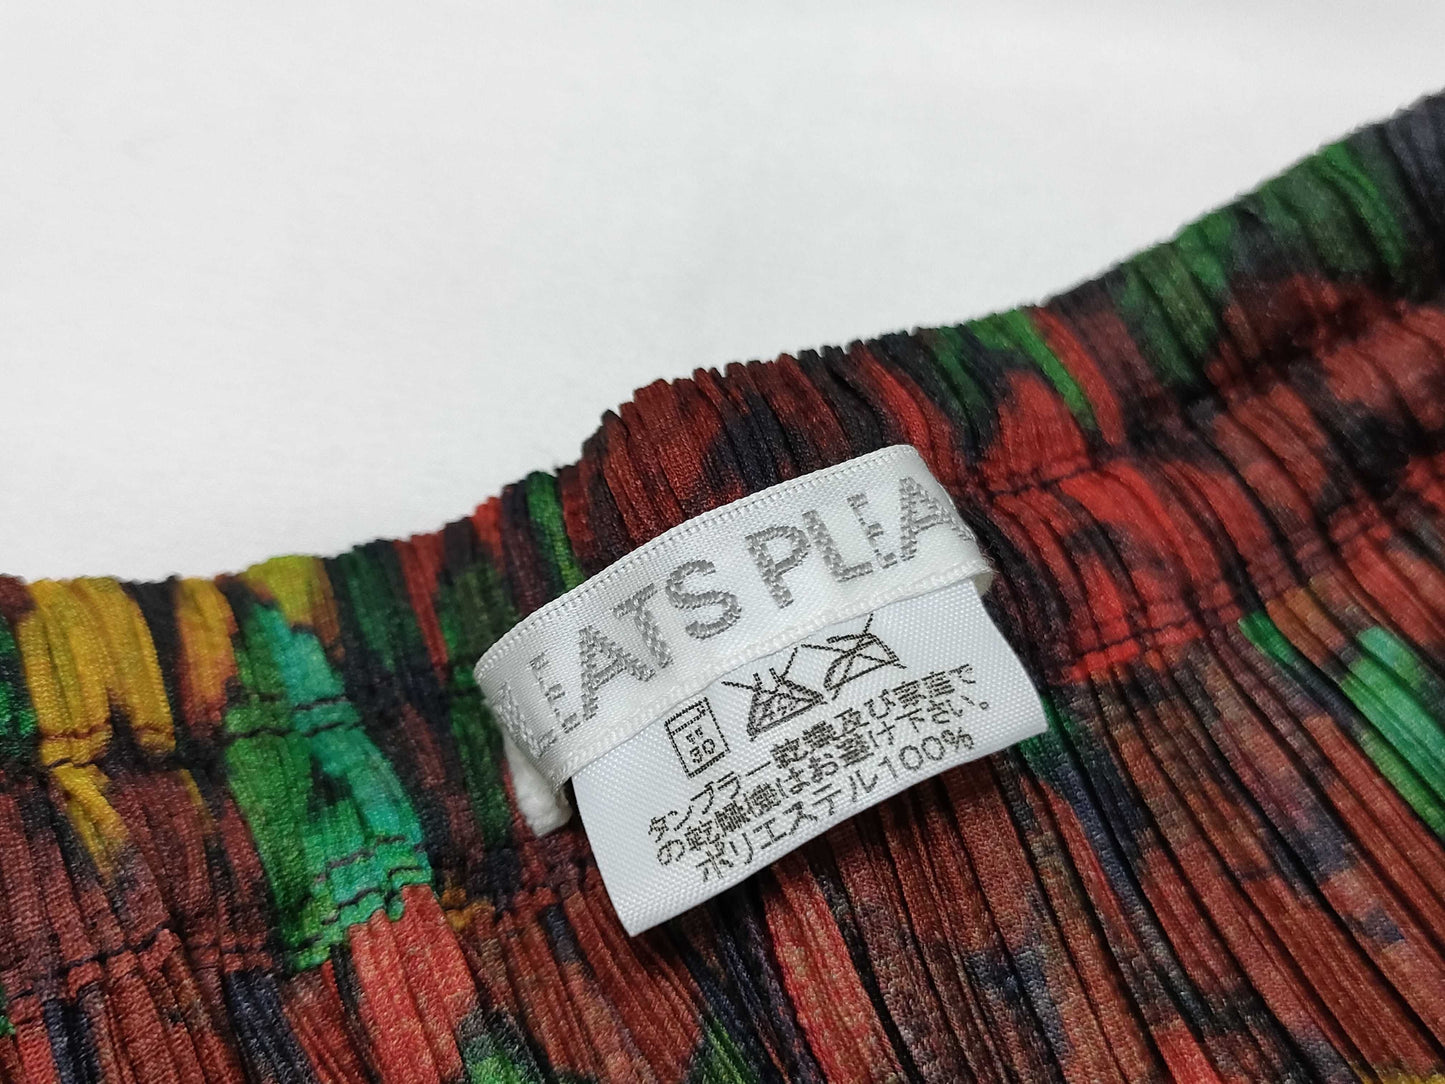 LEATS PLEA
30
タンブラー乾燥及び家庭で
の乾燥機はお避け下さい。
ポリエステル100%